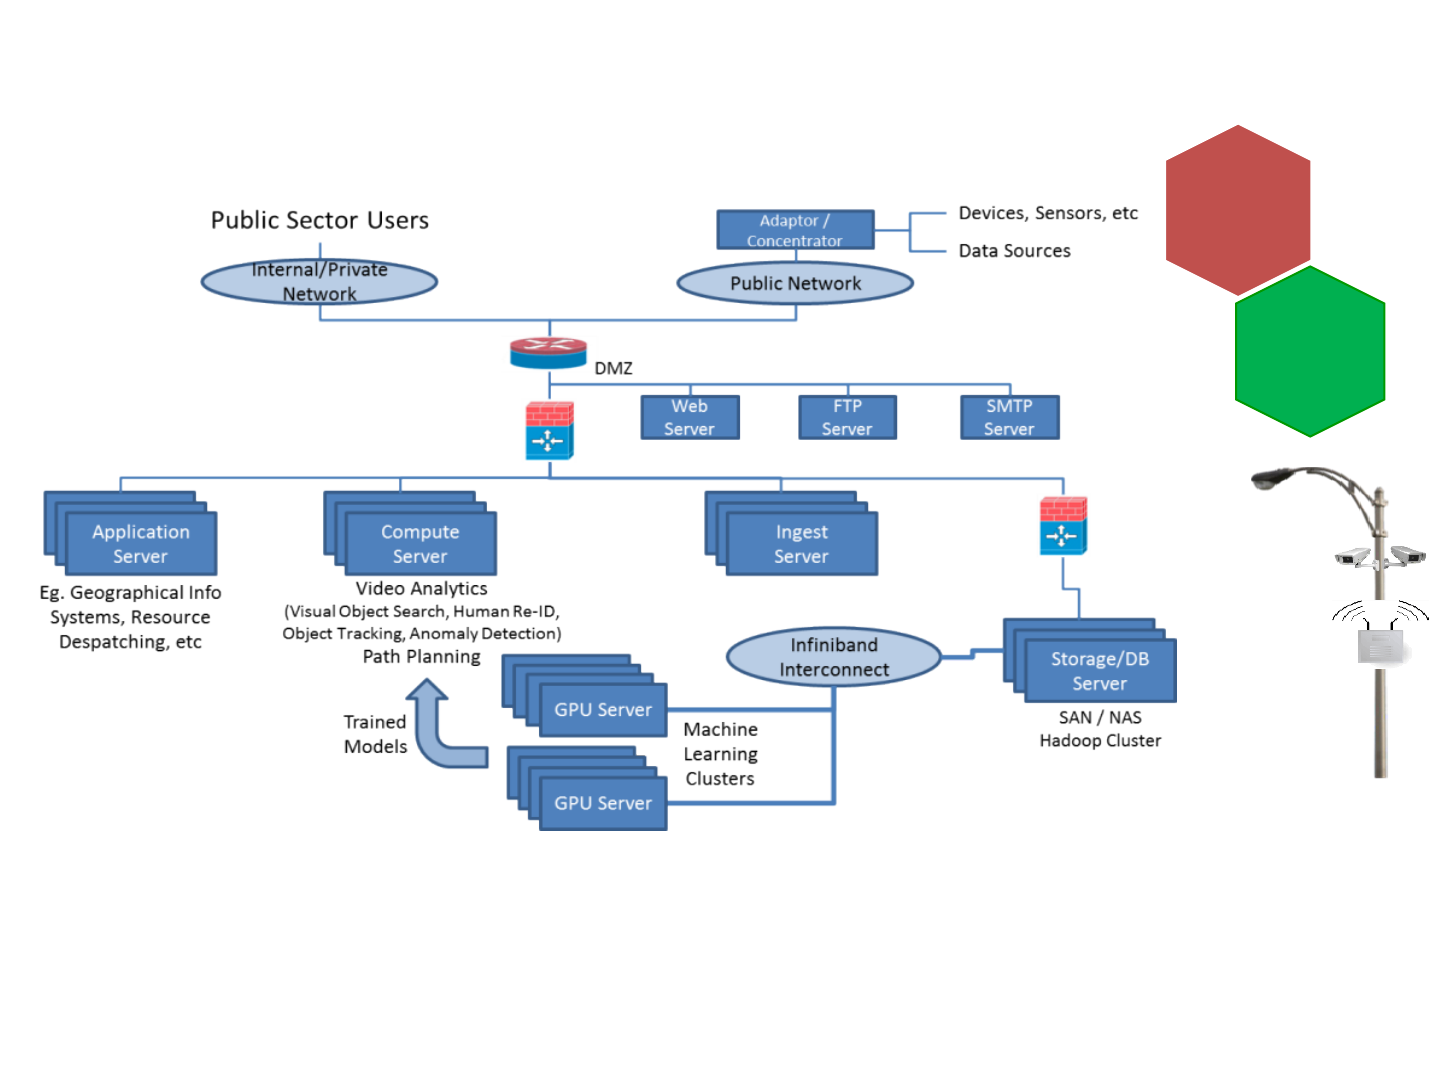 Public Sector Users
Internal/Private
Network
Adaptor /
Concentrator
Devices, Sensors, etc
Data Sources
Public Network
DMZ
Web
Server
FTP
Server
SMTP
Server
Application
Server
Eg. Geographical Info
Systems, Resource
Despatching, etc
Compute
Server
Video Analytics
(Visual Object Search, Human Re-ID,
Object Tracking, Anomaly Detection)
Path Planning
Ingest
Server
Infiniband
Interconnect
Storage/DB
Server
SAN / NAS
Hadoop Cluster
Trained
Models
GPU Server
Machine
Learning
Clusters
GPU Server